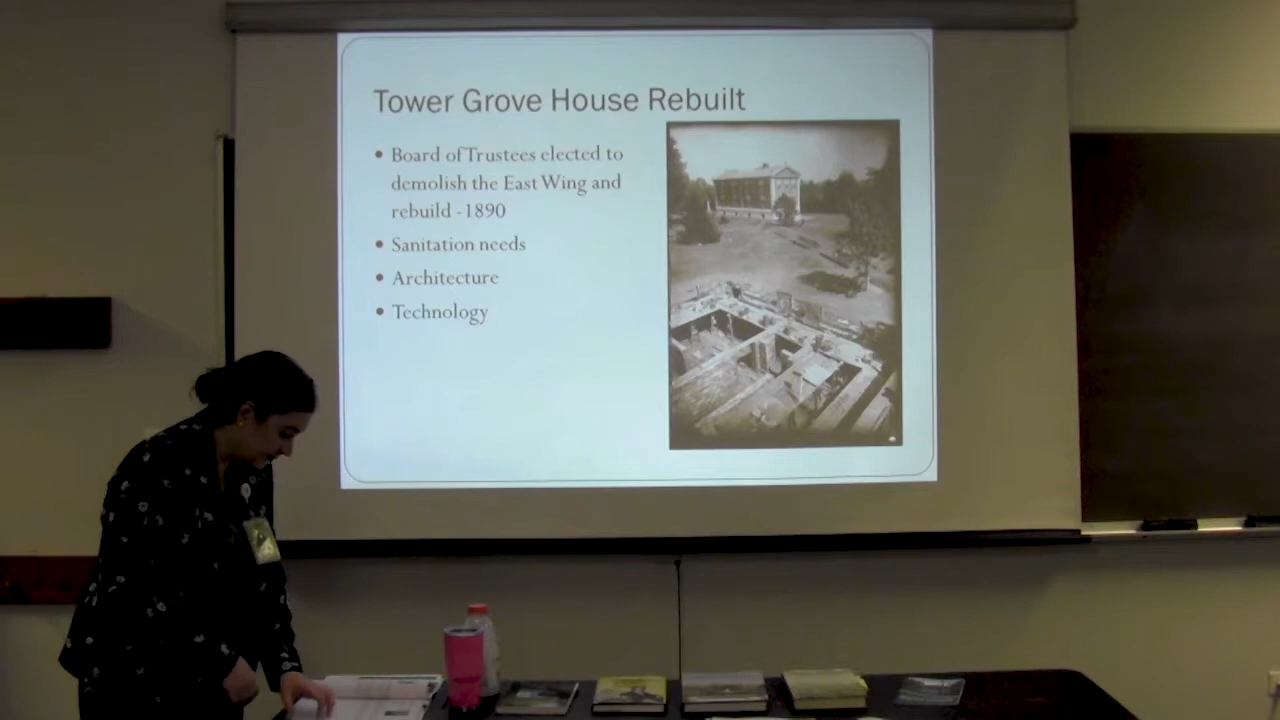 Tower Grove House Rebuilt
• Board of Trustees elected to
demolish the East Wing and
rebuild -1890
• Sanitation needs
• Architecture
• Technology